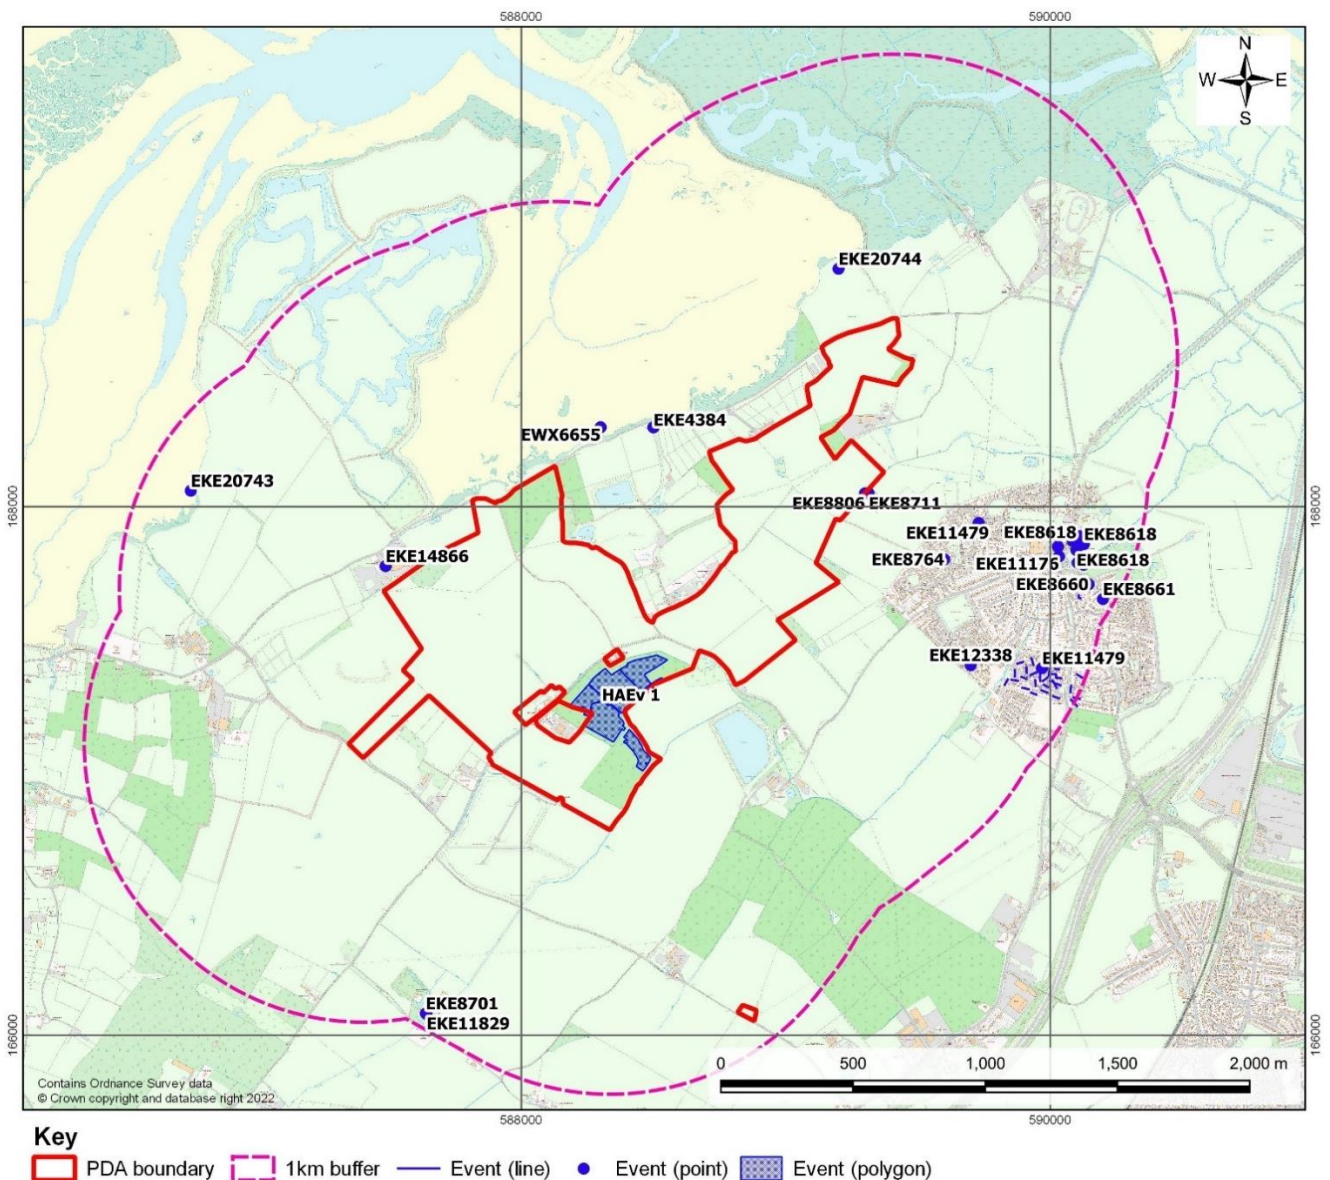 588000
590000
N
W E
S
EKE20744
EWX6655
EKE4384
EKE20743
168000
168000
EKE8806 EKE8711
EKE11479
EKE8618
EKE8618
EKE14866
EKE8764
EKE11176
EKE8618
EKE8660
EKE8661
EKE12338
EKE11479
HAEv 1
EKE8701
EKE11829
166000
166000
0 500 1,000 1,500 2,000 m
Contains Ordnance Survey data
© Crown copyright and database right 2022
588000
590000
Key
PDA boundary
1km buffer
Event (line)
Event (point)
Event (polygon)